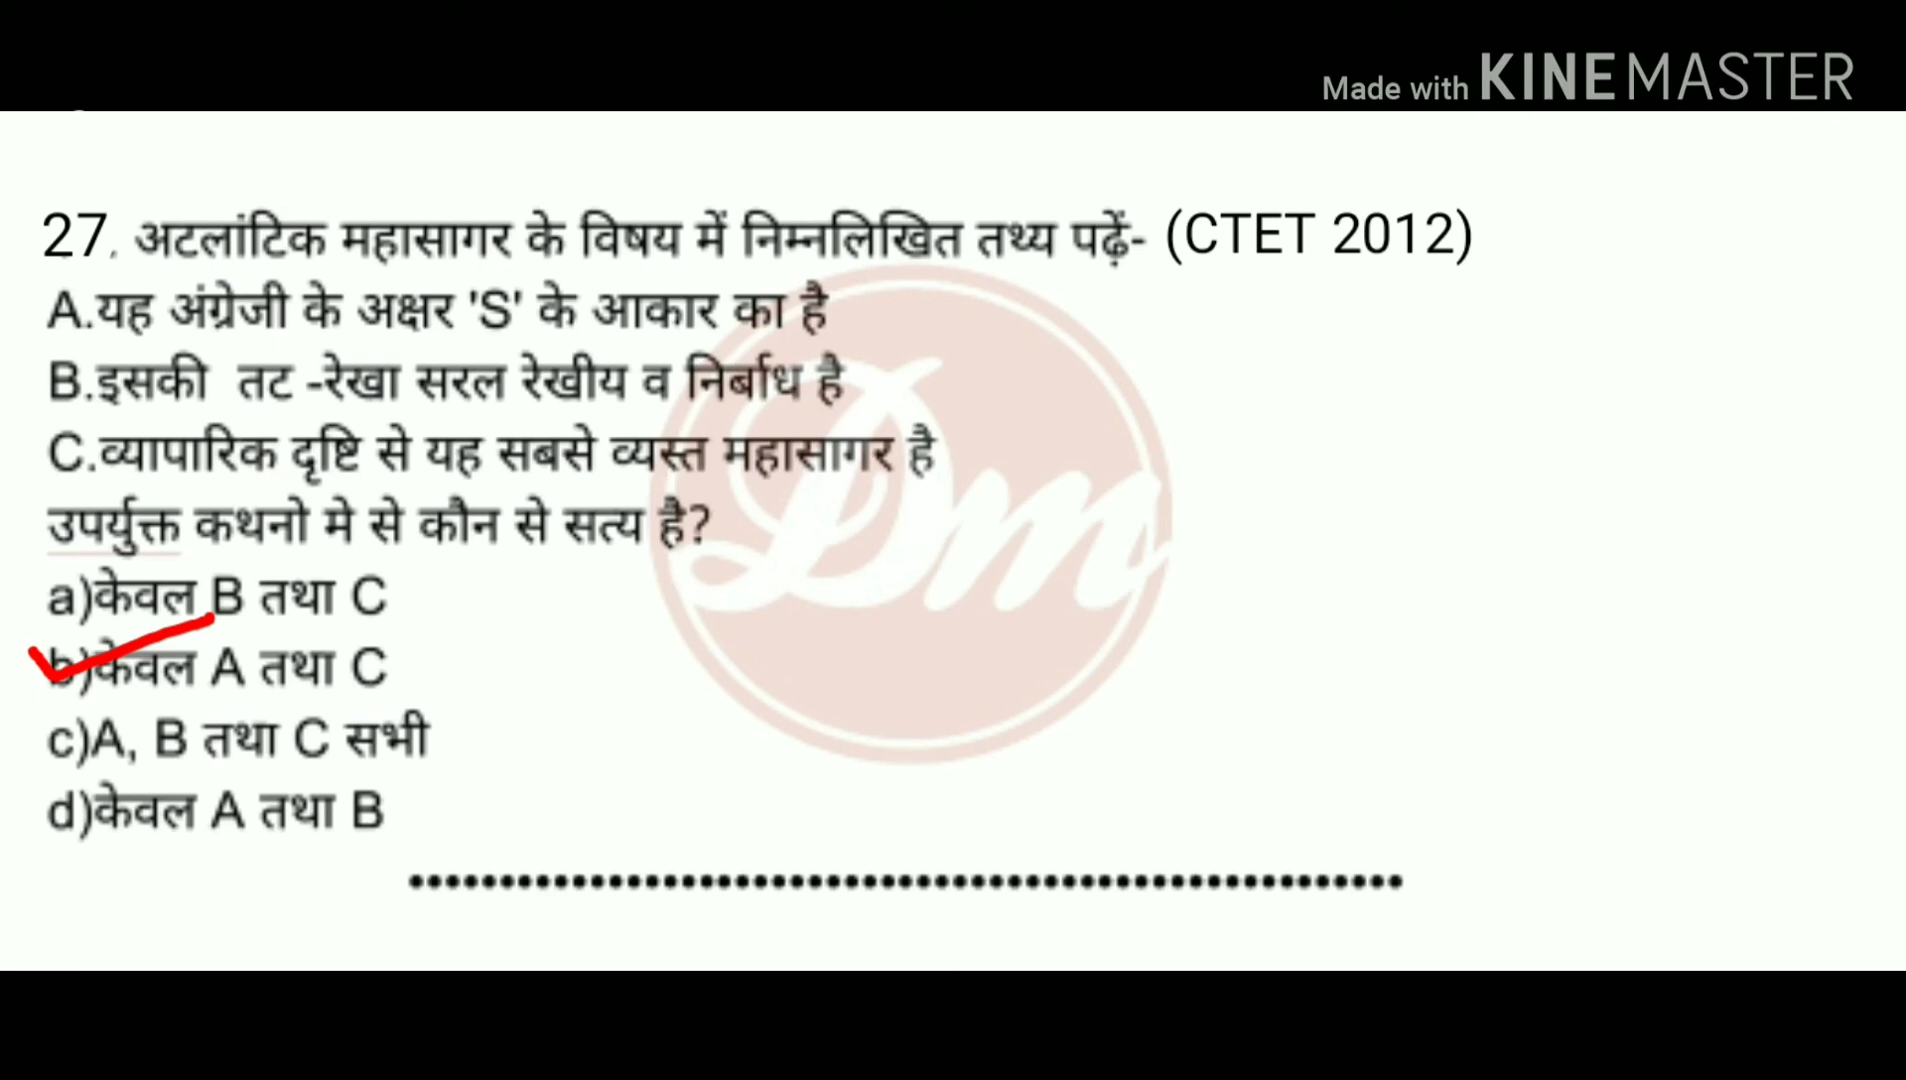 Made with KINEMASTER
27. अटलांटिक महासागर के विषय में निम्नलिखित तथ्य पढ़ें- (CTET 2012)
A.यह अंग्रेजी के अक्षर 'S' के आकार का है
B.इसकी तट -रेखा सरल रेखीय व निर्बाध है
C.व्यापारिक दृष्टि से यह सबसे व्यस्त महासागर है
उपर्युक्त कथनो मे से कौन से सत्य है?
a)केवल B तथा C
b)केवल A तथा C
c)A, B तथा C सभी
d)केवल A तथा B
Dm